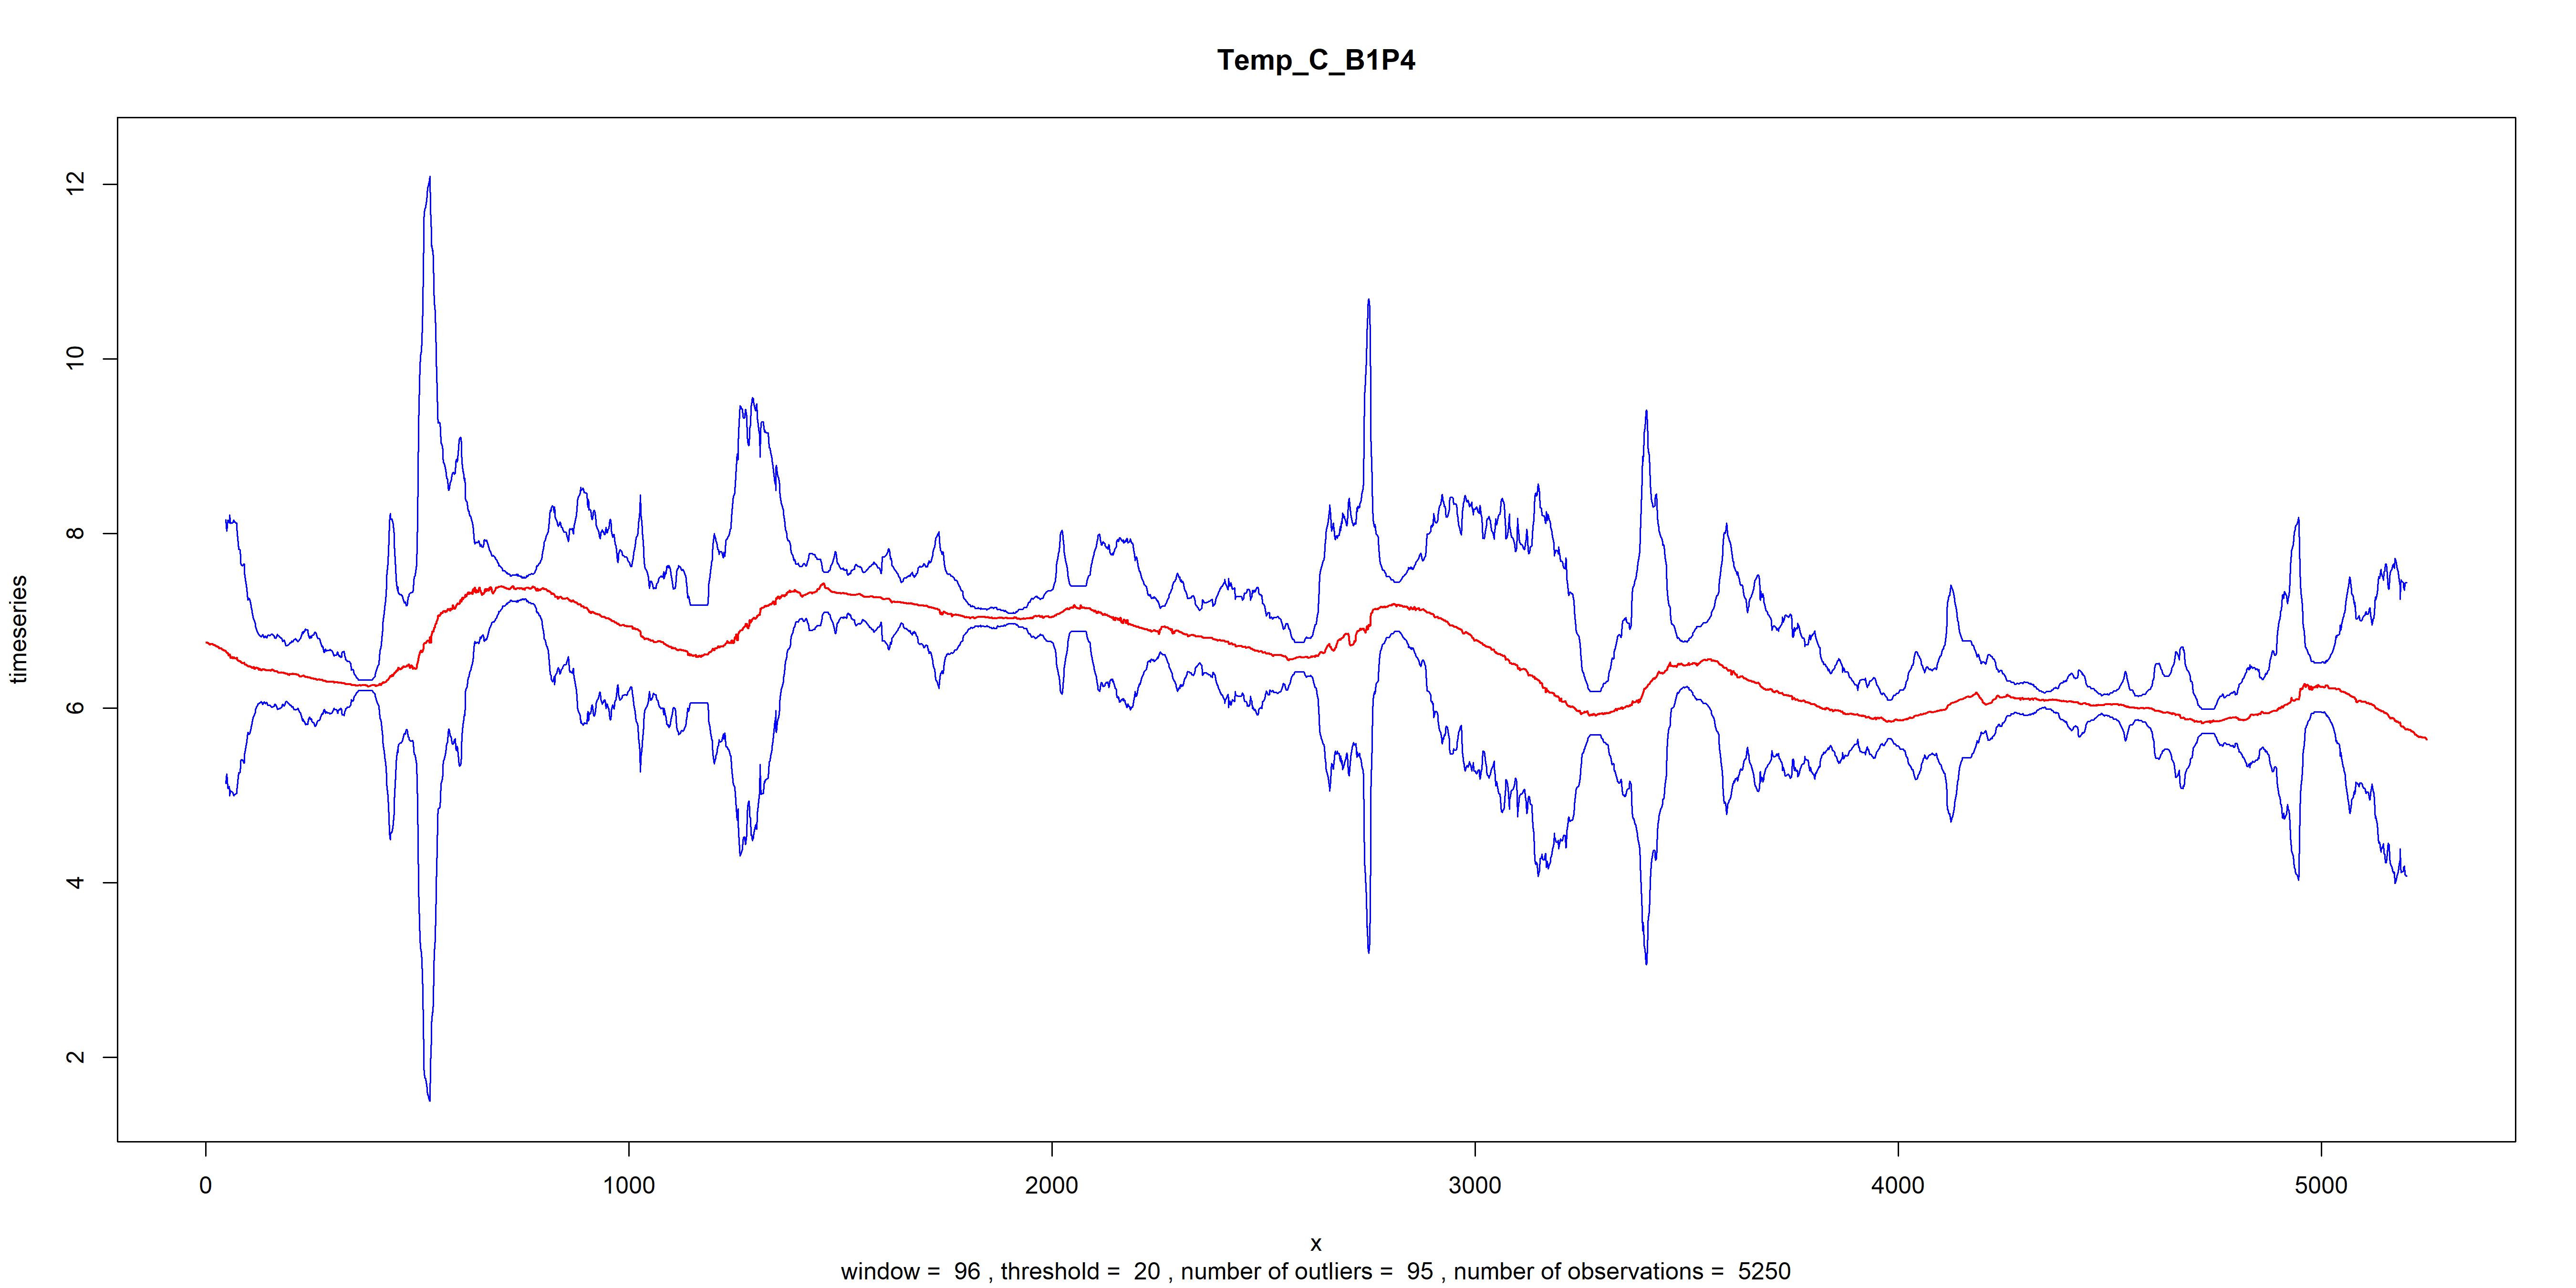 Temp_C_B1P4
timeseries
12
10
8
6
4
2
0 1000 2000 3000 4000 5000
x
window = 96 , threshold = 20 , number of outliers = 95 , number of observations = 5250